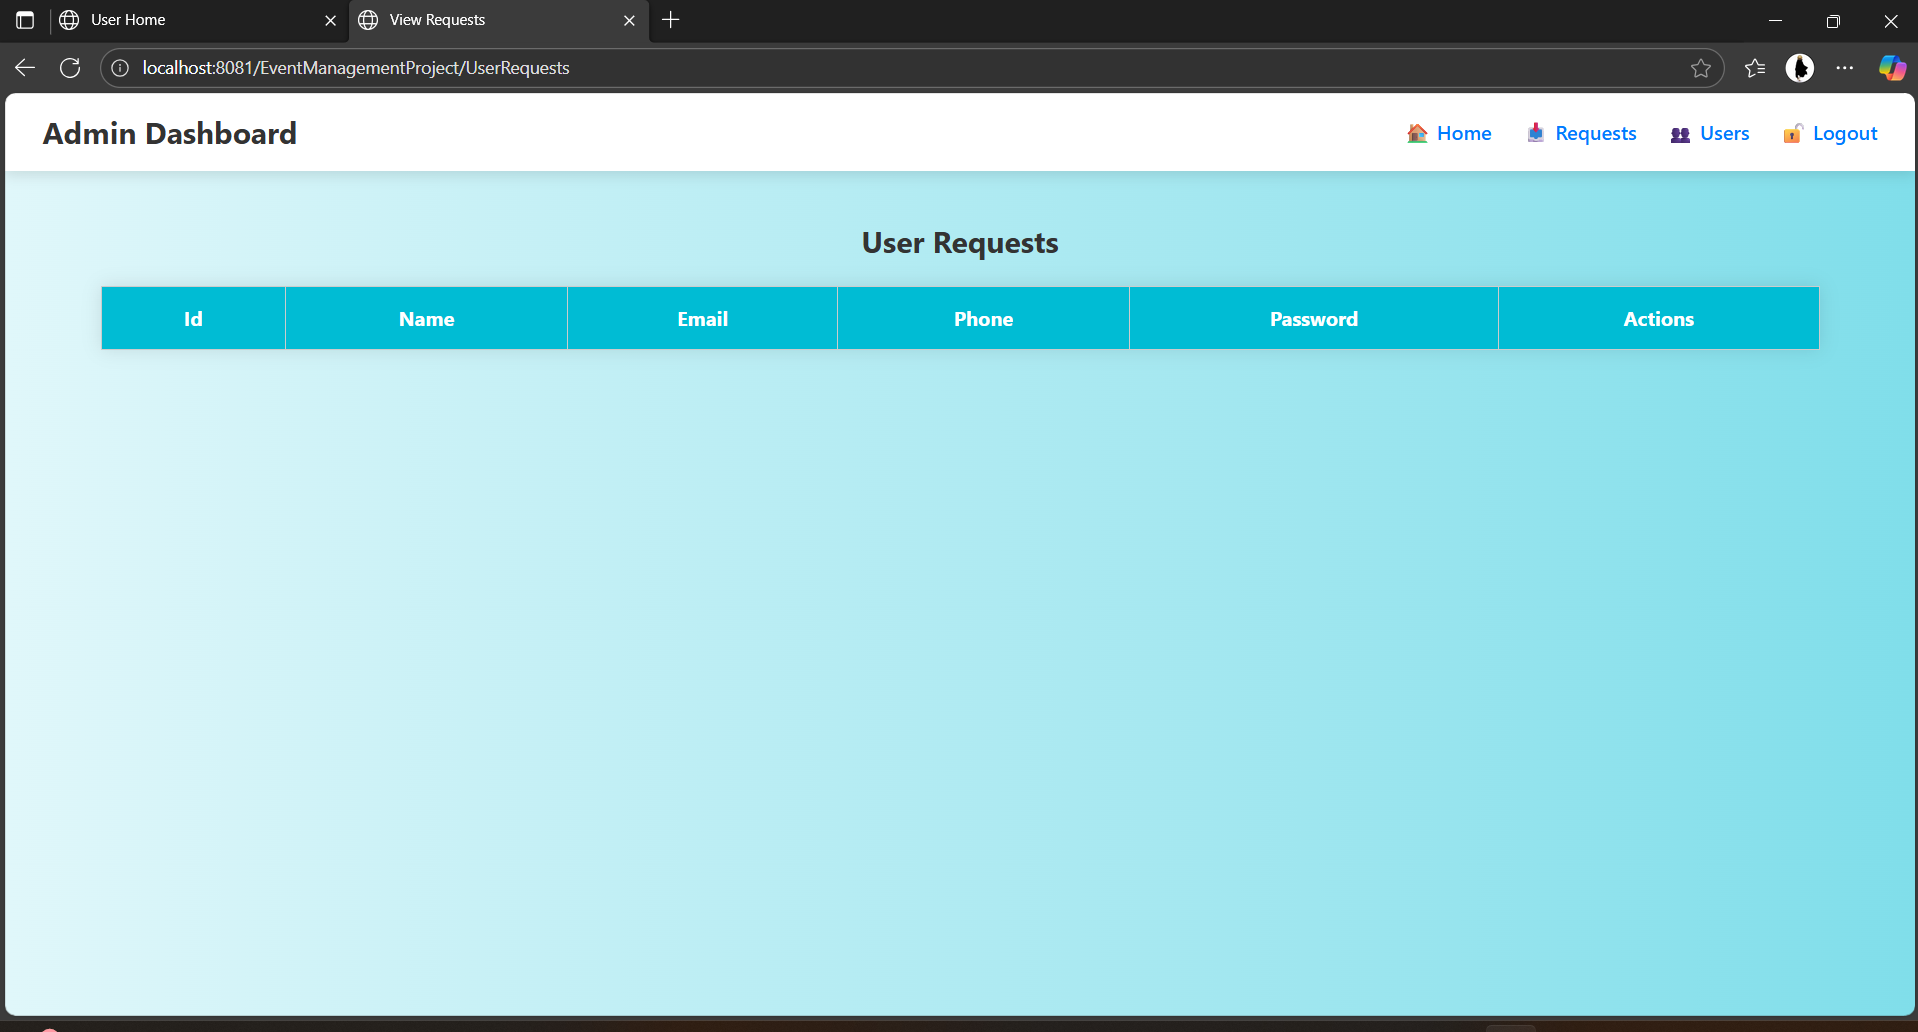 User Home
View Requests
localhost:8081/EventManagementProject/UserRequests
Admin Dashboard
Home
Requests
Users
Logout
User Requests
Id Name Email Phone Password Actions